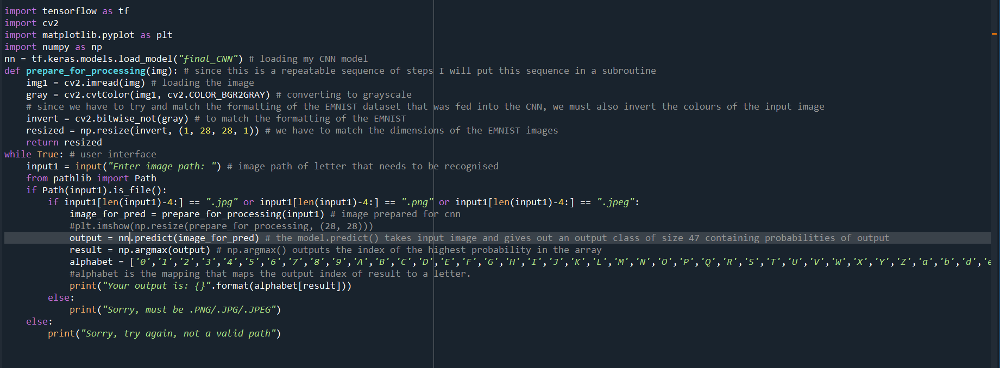 import tensorflow as tf
import cv2
import matplotlib.pyplot as plt
import numpy as np
nn = tf.keras.models.load_model("final_CNN") # loading my CNN model
def prepare_for_processing(img): # since this is a repeatable sequence of steps I will put this sequence in a subroutine
    img1 = cv2.imread(img) # loading the image
    gray = cv2.cvtColor(img1, cv2.COLOR_BGR2GRAY) # converting to grayscale
    # since we have to try and match the formatting of the EMNIST dataset that was fed into the CNN, we must also invert the colours of the input image
    invert = cv2.bitwise_not(gray) # to match the formatting of the EMNIST
    resized = np.resize(invert, (1, 28, 28, 1)) # we have to match the dimensions of the EMNIST images
    return resized
while True: # user interface
    input1 = input("Enter image path: ") # image path of letter that needs to be recognised
    from pathlib import Path
    if Path(input1).is_file():
        if input1[len(input1)-4:] == ".jpg" or input1[len(input1)-4:] == ".png" or input1[len(input1)-4:] == ".jpeg":
            image_for_pred = prepare_for_processing(input1) # image prepared for cnn
            #plt.imshow(np.resize(prepare_for_processing, (28, 28)))
            output = nn.predict(image_for_pred) # the model.predict() takes input image and gives out an output class of size 47 containing probabilities of output
            result = np.argmax(output) # np.argmax() outputs the index of the highest probability in the array
            alphabet = ['0','1','2','3','4','5','6','7','8','9','A','B','C','D','E','F','G','H','I','J','K','L','M','N','O','P','Q','R','S','T','U','V','W','X','Y','Z','a','b','d','e
            #alphabet is the mapping that maps the output index of result to a letter.
            print("Your output is: {}".format(alphabet[result]))
        else:
            print("Sorry, must be .PNG/.JPG/.JPEG")
    else:
        print("Sorry, try again, not a valid path")